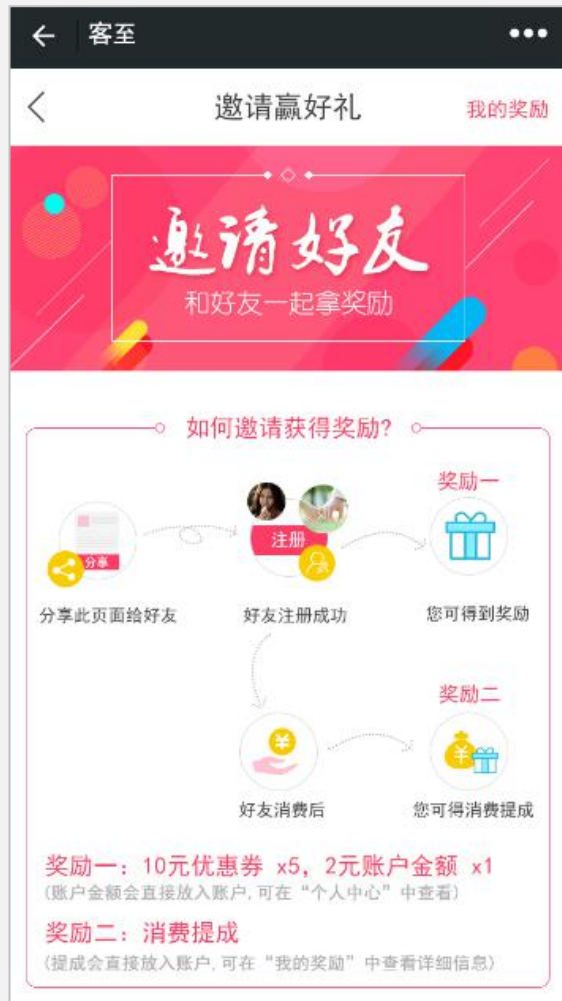 客至
邀请赢好礼
我的奖励
邀请好友
和好友一起拿奖励
如何邀请获得奖励?
奖励一
注册
分享
分享此页面给好友
好友注册成功
您可得到奖励
奖励二
好友消费后
您可得消费提成
奖励一：10元优惠券 x5, 2元账户金额 x1
(账户金额会直接放入账户,可在“个人中心”中查看)
奖励二：消费提成
(提成会直接放入账户,可在“我的奖励”中查看详细信息)